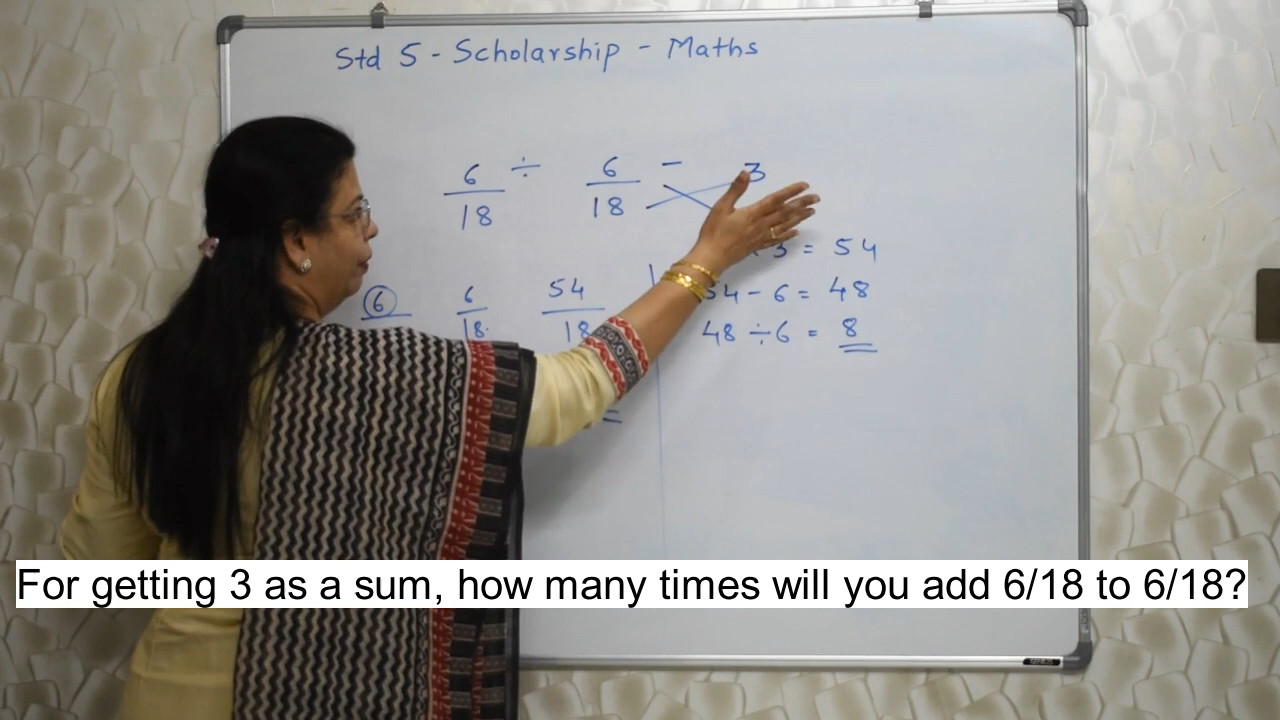 Std 5 - Scholarship - Maths
6/18 ÷ 6/18 - 3
3 = 54
6 6/18 54/18 54 - 6 = 48
48 ÷ 6 = 8
=
For getting 3 as a sum, how many times will you add 6/18 to 6/18?